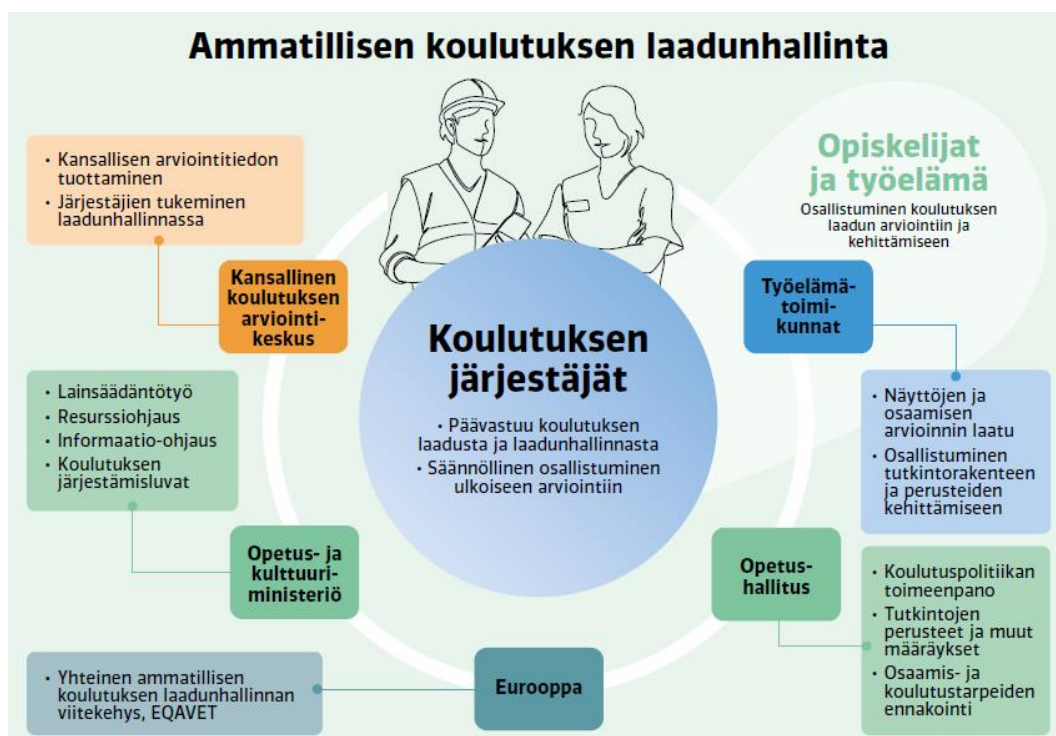 Ammatillisen koulutuksen laadunhallinta
• Kansallisen arviointitiedon
tuottaminen
• Järjestäjien tukeminen
laadunhallinnassa
Kansallinen
koulutuksen
arviointi-
keskus
Opiskelijat
ja työelämä
Osallistuminen koulutuksen
laadun arviointiin ja
kehittämiseen
Työelämä-
toimi-
kunnat
Koulutuksen
järjestäjät
• Päävastuu koulutuksen
laadusta ja laadunhallinnasta
• Säännöllinen osallistuminen
ulkoiseen arviointiin
• Lainsäädäntötyö
• Resurssiohjaus
• Informaatio-ohjaus
• Koulutuksen
järjestämisluvat
• Näyttöjen ja
osaamisen
arvioinnin laatu
• Osallistuminen
tutkintorakenteen
ja perusteiden
kehittämiseen
Opetus- ja
kulttuuri-
ministeriö
Opetus-
hallitus
• Koulutuspolitiikan
toimeenpano
• Tutkintojen
perusteet ja muut
määräykset
• Osaamis- ja
koulutustarpeiden
ennakointi
• Yhteinen ammatillisen
koulutuksen laadunhallinnan
viitekehys, EQAVET
Eurooppa